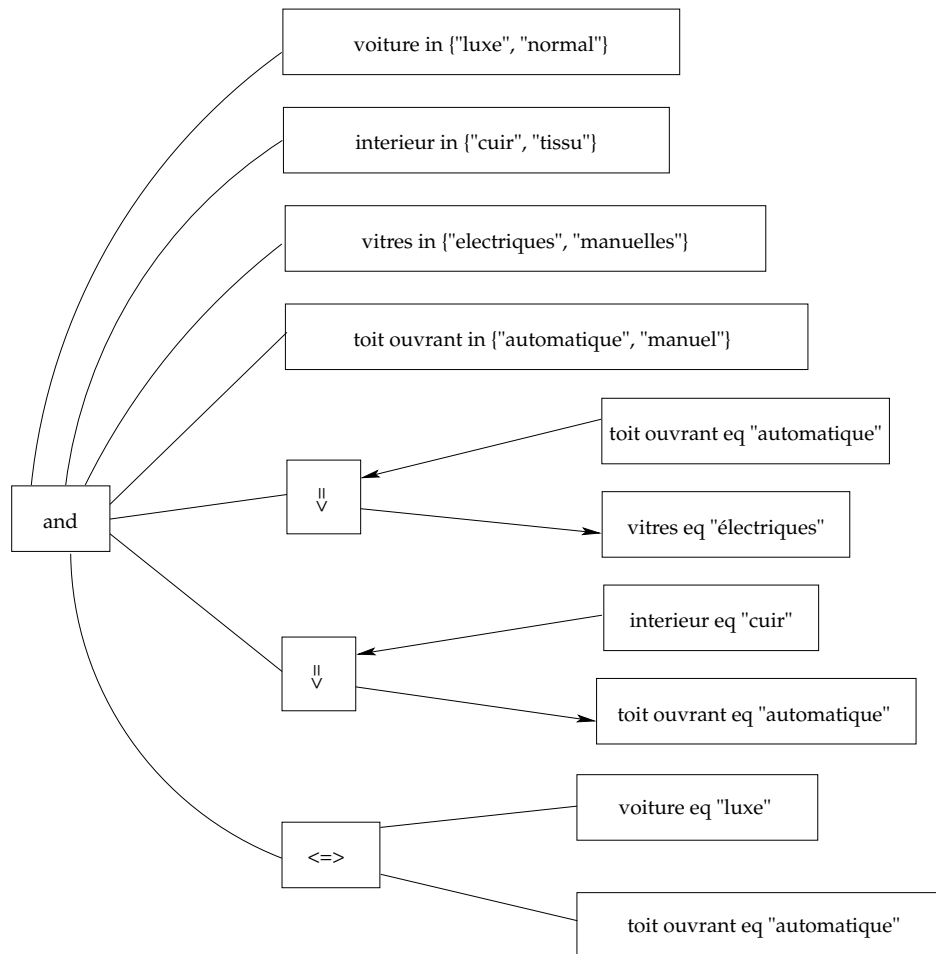 voiture in {"luxe", "normal"}
interieur in {"cuir", "tissu"}
vitres in {"electriques", "manuelles"}
toit ouvrant in {"automatique", "manuel"}
toit ouvrant eq "automatique"
=>
and
vitres eq "électriques"
interieur eq "cuir"
=>
toit ouvrant eq "automatique"
voiture eq "luxe"
<=>
toit ouvrant eq "automatique"